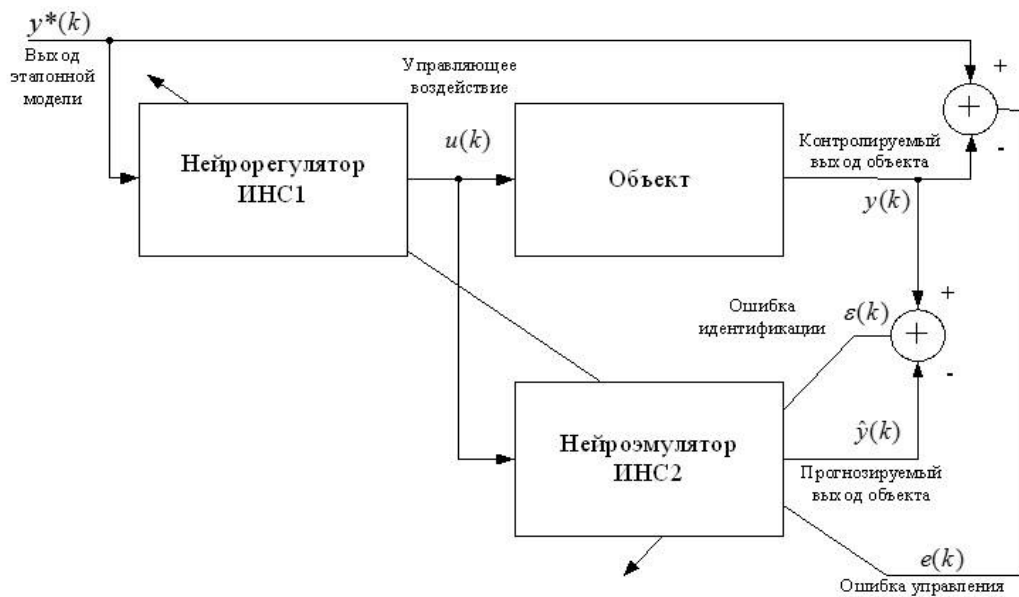 y*(k)
Выход
эталонной
модели
Управляющее
воздействие
+
+
-
Нейрорегулятор
ИНС1
u(k)
Объект
Контролируемый
выход объекта
y(k)
Ошибка
идентификации
ε(k)
+
+
-
Нейроэмулятор
ИНС2
ŷ(k)
Прогнозируемый
выход объекта
e(k)
Ошибка управления